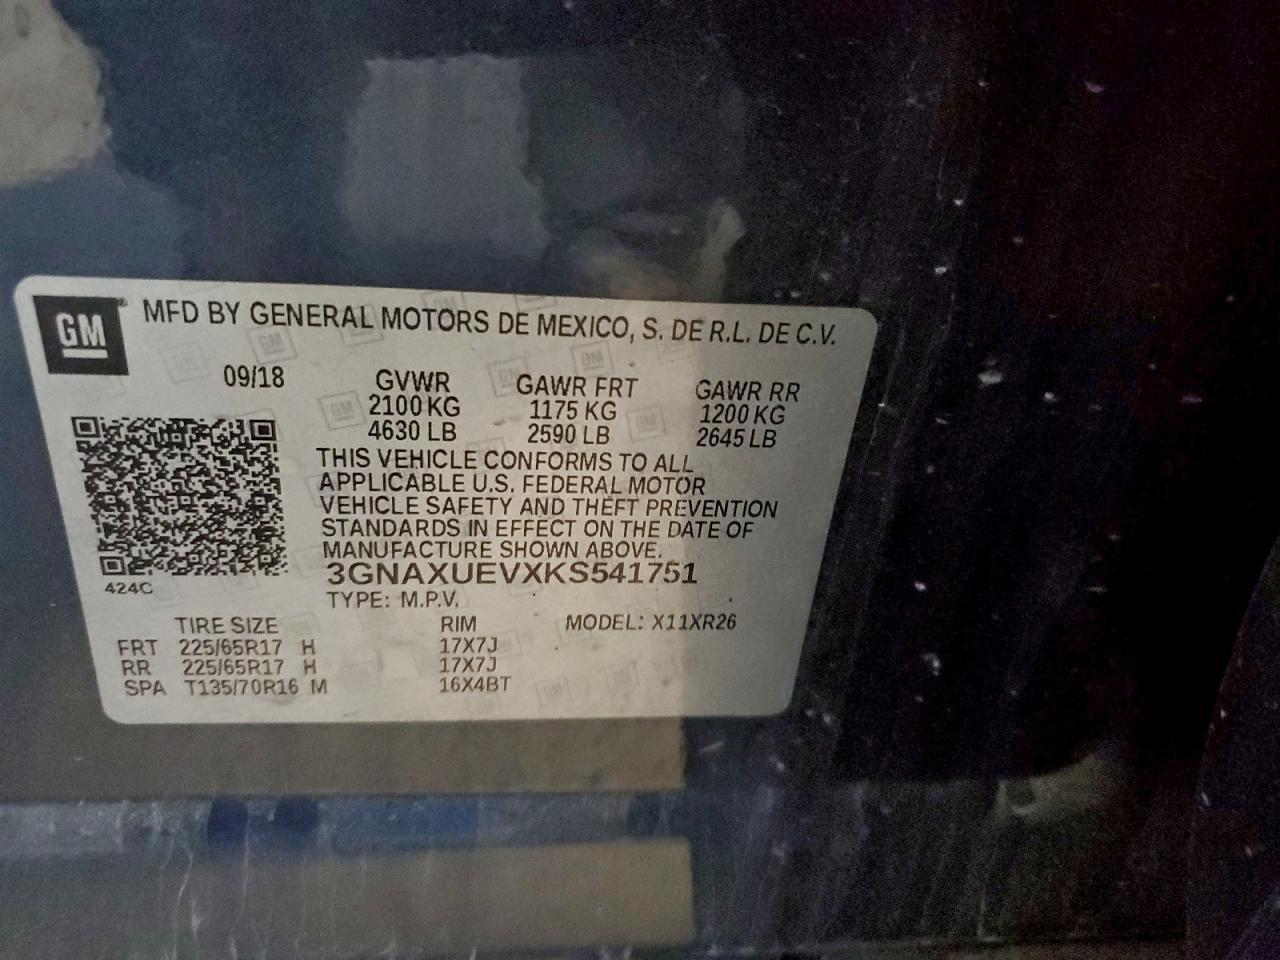 GM
MFD BY GENERAL MOTORS DE MEXICO, S. DE R.L. DE C.V.
09/18 GVWR GAWR FRT GAWR RR
2100 KG 1175 KG 1200 KG
4630 LB 2590 LB 2645 LB
THIS VEHICLE CONFORMS TO ALL
APPLICABLE U.S. FEDERAL MOTOR
VEHICLE SAFETY AND THEFT PREVENTION
STANDARDS IN EFFECT ON THE DATE OF
MANUFACTURE SHOWN ABOVE.
424C
3GNAXUEVXKS541751
TYPE: M.P.V.
TIRE SIZE RIM MODEL: X11XR26
FRT 225/65R17 H 17X7J
RR 225/65R17 H 17X7J
SPA T135/70R16 M 16X4BT